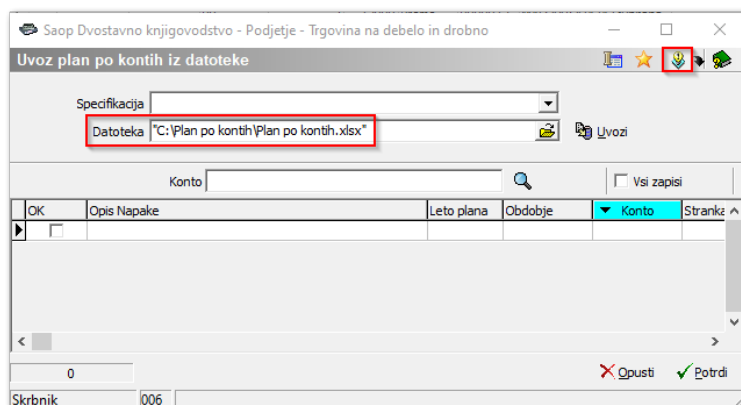 Saop Dvostavno knjigovodstvo - Podjetje - Trgovina na debelo in drobno
Uvoz plan po kontih iz datoteke
Specifikacija
Datoteka "C:\Plan po kontih\Plan po kontih.xlsx" Uvozi
Konto Vsi zapisi
OK Opis Napake Leto plana Obdobje Konto Stranka
0 Opusti Potrdi
Skrbnik 006